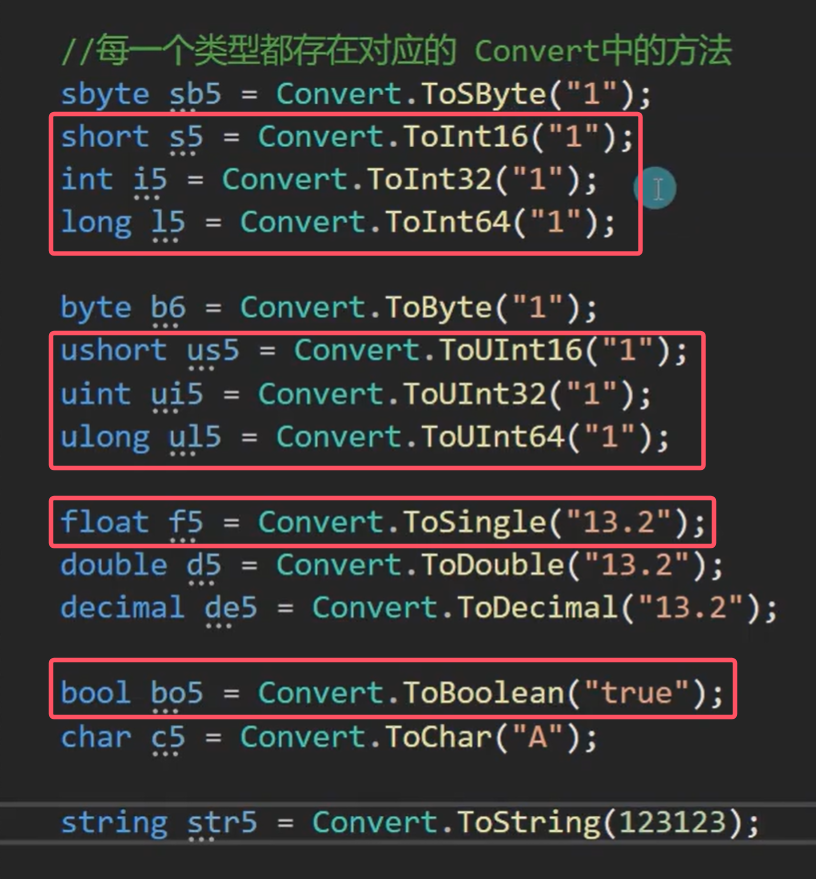 //每一个类型都存在对应的 Convert中的方法
sbyte sb5 = Convert.ToSByte("1");
short s5 = Convert.ToInt16("1");
int i5 = Convert.ToInt32("1");
long l5 = Convert.ToInt64("1");
byte b6 = Convert.ToByte("1");
ushort us5 = Convert.ToUInt16("1");
uint ui5 = Convert.ToUInt32("1");
ulong ul5 = Convert.ToUInt64("1");
float f5 = Convert.ToSingle("13.2");
double d5 = Convert.ToDouble("13.2");
decimal de5 = Convert.ToDecimal("13.2");
bool bo5 = Convert.ToBoolean("true");
char c5 = Convert.ToChar("A");
string str5 = Convert.ToString(123123);